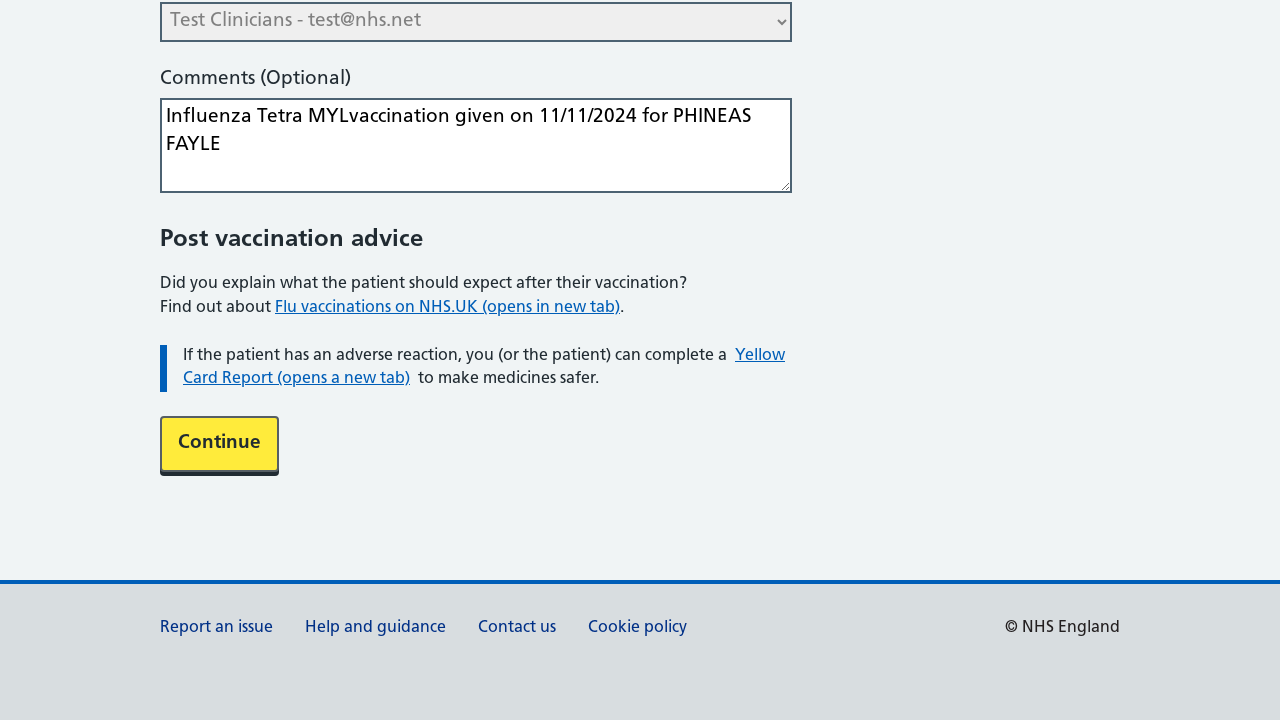 Test Clinicians - test@nhs.net
Comments (Optional)
Influenza Tetra MYLvaccination given on 11/11/2024 for PHINEAS
FAYLE
Post vaccination advice
Did you explain what the patient should expect after their vaccination?
Find out about Flu vaccinations on NHS.UK (opens in new tab).
If the patient has an adverse reaction, you (or the patient) can complete a Yellow
Card Report (opens a new tab) to make medicines safer.
Continue
Report an issue Help and guidance Contact us Cookie policy © NHS England